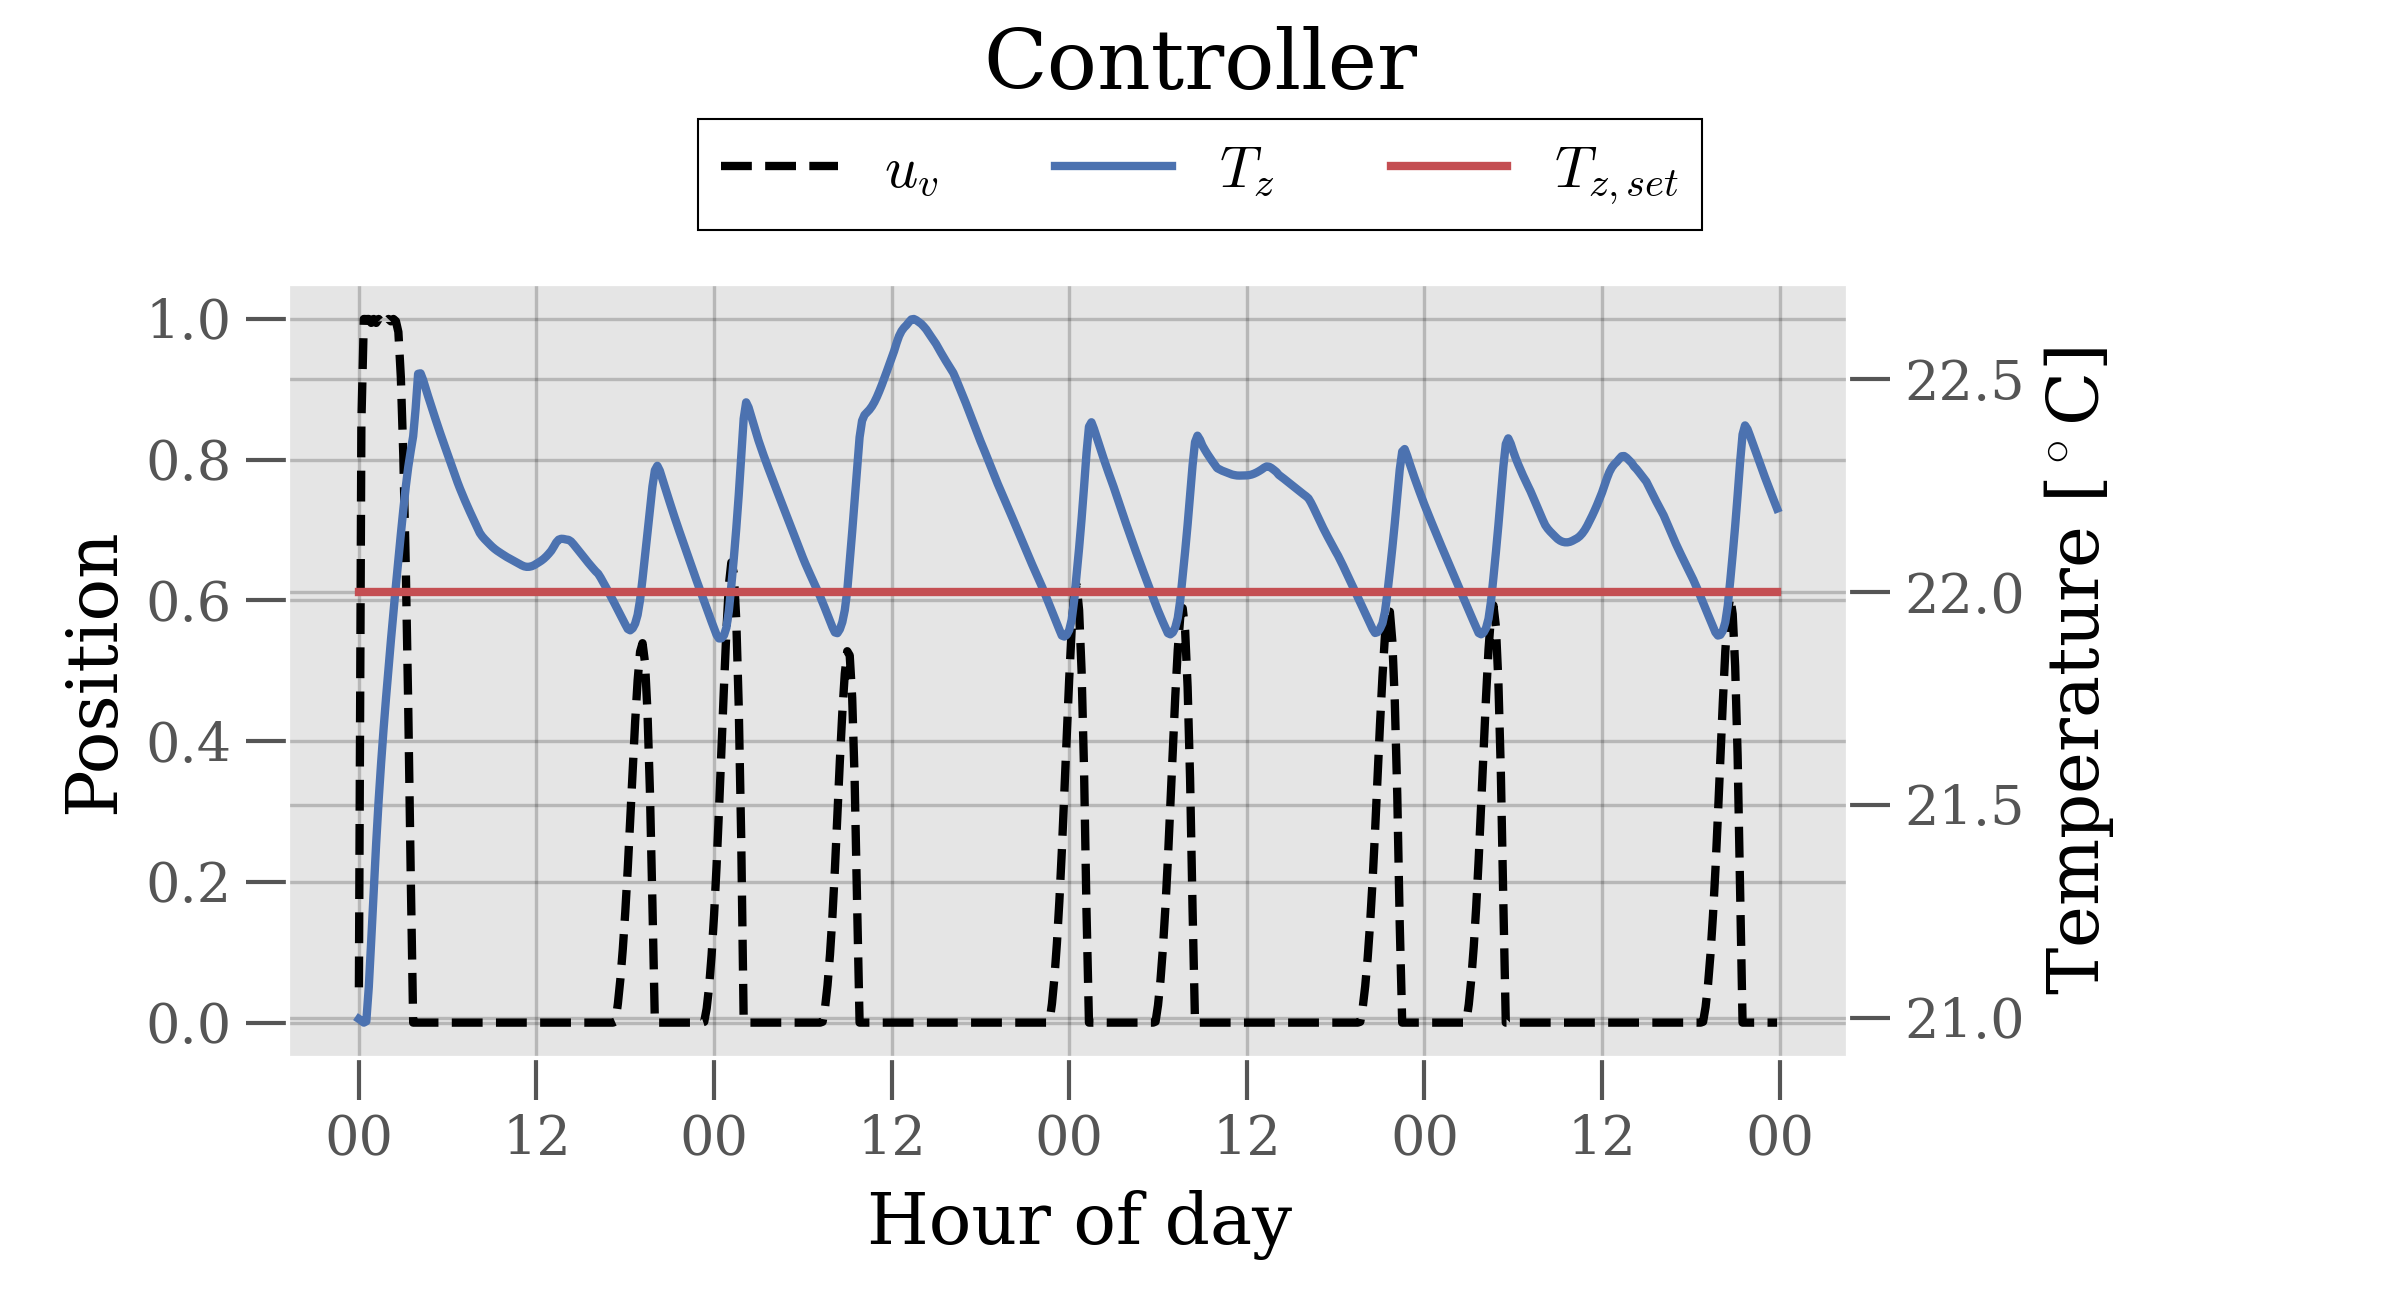 Controller
u_v T_z T_{z, set}
1.0
0.8
0.6
0.4
0.2
0.0
Position
22.5
22.0
21.5
21.0
Temperature [°C]
00 12 00 12 00 12 00 12 00
Hour of day